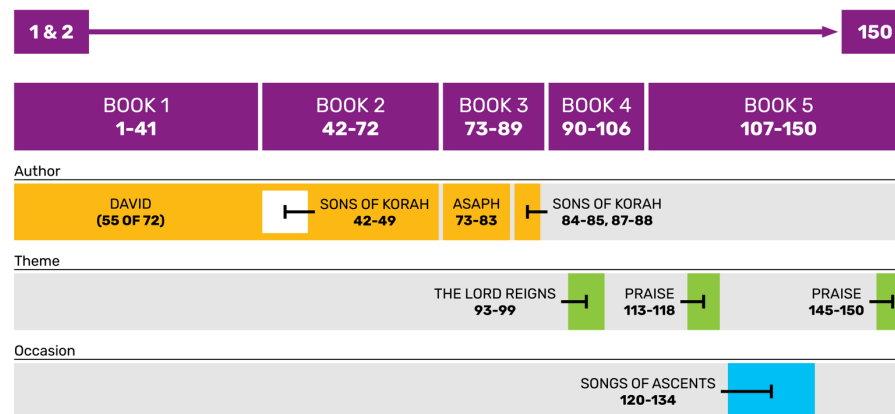 1 & 2
150
BOOK 1
1-41
BOOK 2
42-72
BOOK 3
73-89
BOOK 4
90-106
BOOK 5
107-150
Author
DAVID
(55 OF 72)
SONS OF KORAH
42-49
ASAPH
73-83
SONS OF KORAH
84-85, 87-88
Theme
THE LORD REIGNS
93-99
PRAISE
113-118
PRAISE
145-150
Occasion
SONGS OF ASCENTS
120-134